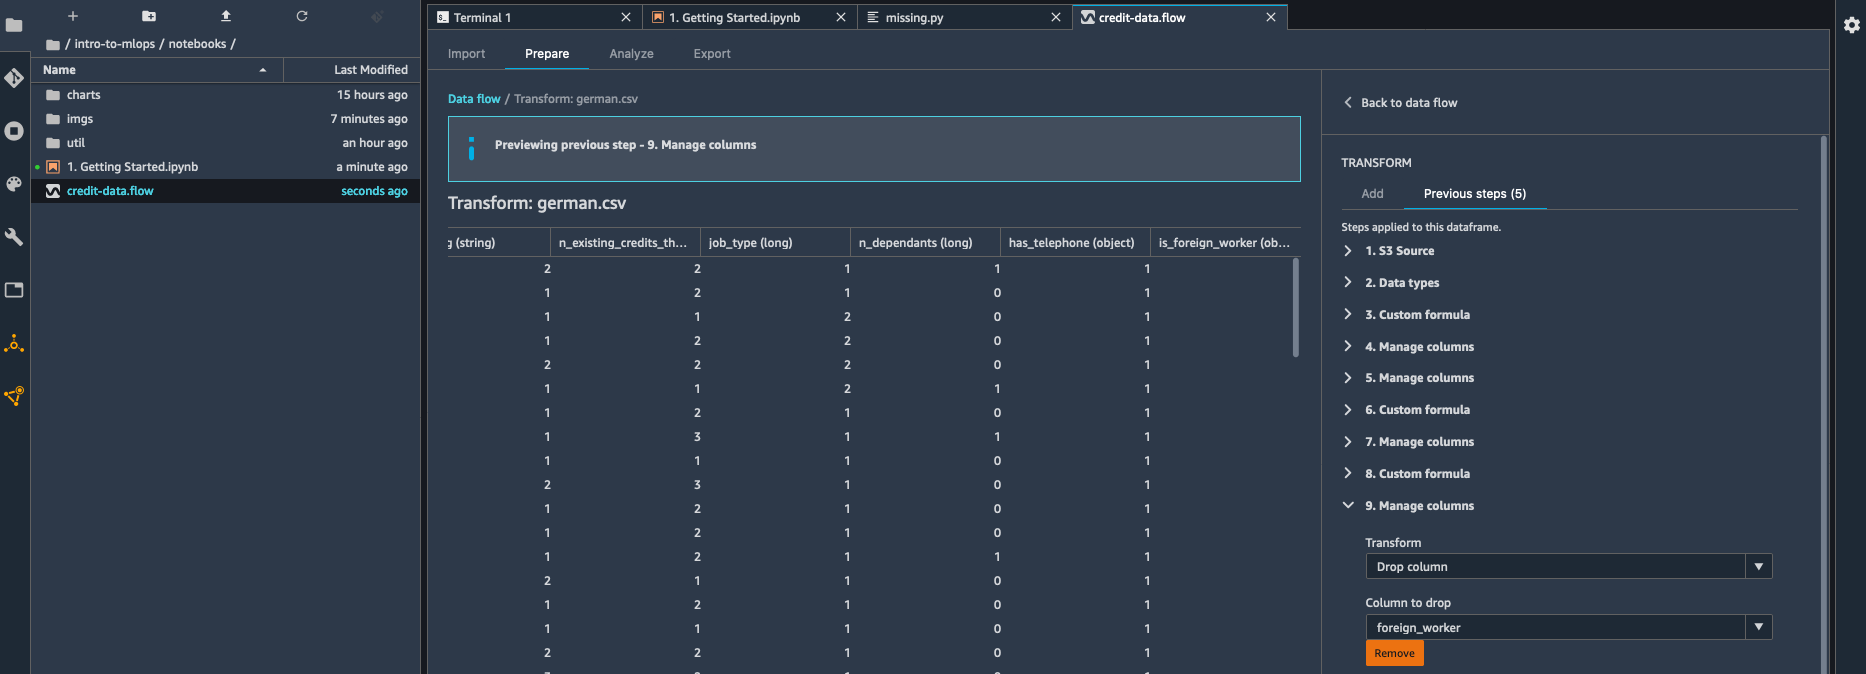 Terminal 1
1. Getting Started.ipynb
missing.py
credit-data.flow
/ intro-to-mlops / notebooks /
Name Last Modified
charts 15 hours ago
imgs 7 minutes ago
util an hour ago
1. Getting Started.ipynb a minute ago
credit-data.flow seconds ago
Import Prepare Analyze Export
Data flow / Transform: german.csv
Previewing previous step - 9. Manage columns
Transform: german.csv
g (string) n_existing_credits_th... job_type (long) n_dependants (long) has_telephone (object) is_foreign_worker (ob...
2 2 1 1 1
1 2 1 0 1
1 1 2 0 1
1 2 2 0 1
2 2 2 0 1
1 1 2 1 1
1 2 1 0 1
1 3 1 1 1
1 1 1 0 1
2 3 1 0 1
1 2 1 0 1
1 2 1 0 1
1 2 1 1 1
2 1 1 0 1
1 2 1 0 1
1 1 1 0 1
2 2 1 0 1
Back to data flow
TRANSFORM
Add Previous steps (5)
Steps applied to this dataframe.
1. S3 Source
2. Data types
3. Custom formula
4. Manage columns
5. Manage columns
6. Custom formula
7. Manage columns
8. Custom formula
9. Manage columns
Transform
Drop column
Column to drop
foreign_worker
Remove